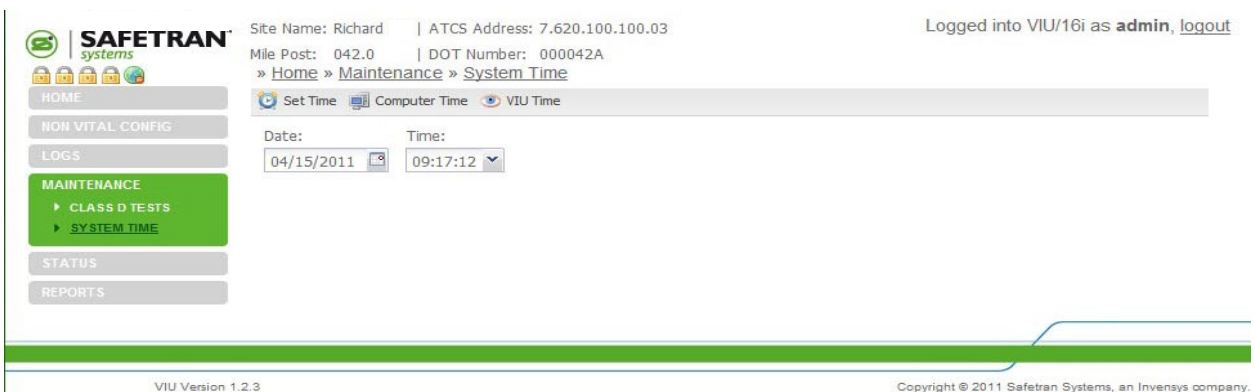 SAFETRAN
systems
Site Name: Richard | ATCS Address: 7.620.100.100.03
Mile Post: 042.0 | DOT Number: 000042A
Logged into VIU/16i as admin, logout
» Home » Maintenance » System Time
HOME
NON VITAL CONFIG
LOGS
MAINTENANCE
CLASS D TESTS
SYSTEM TIME
STATUS
REPORTS
Set Time Computer Time VIU Time
Date: Time:
04/15/2011 09:17:12
VIU Version 1.2.3
Copyright © 2011 Safetran Systems, an Invensys company.